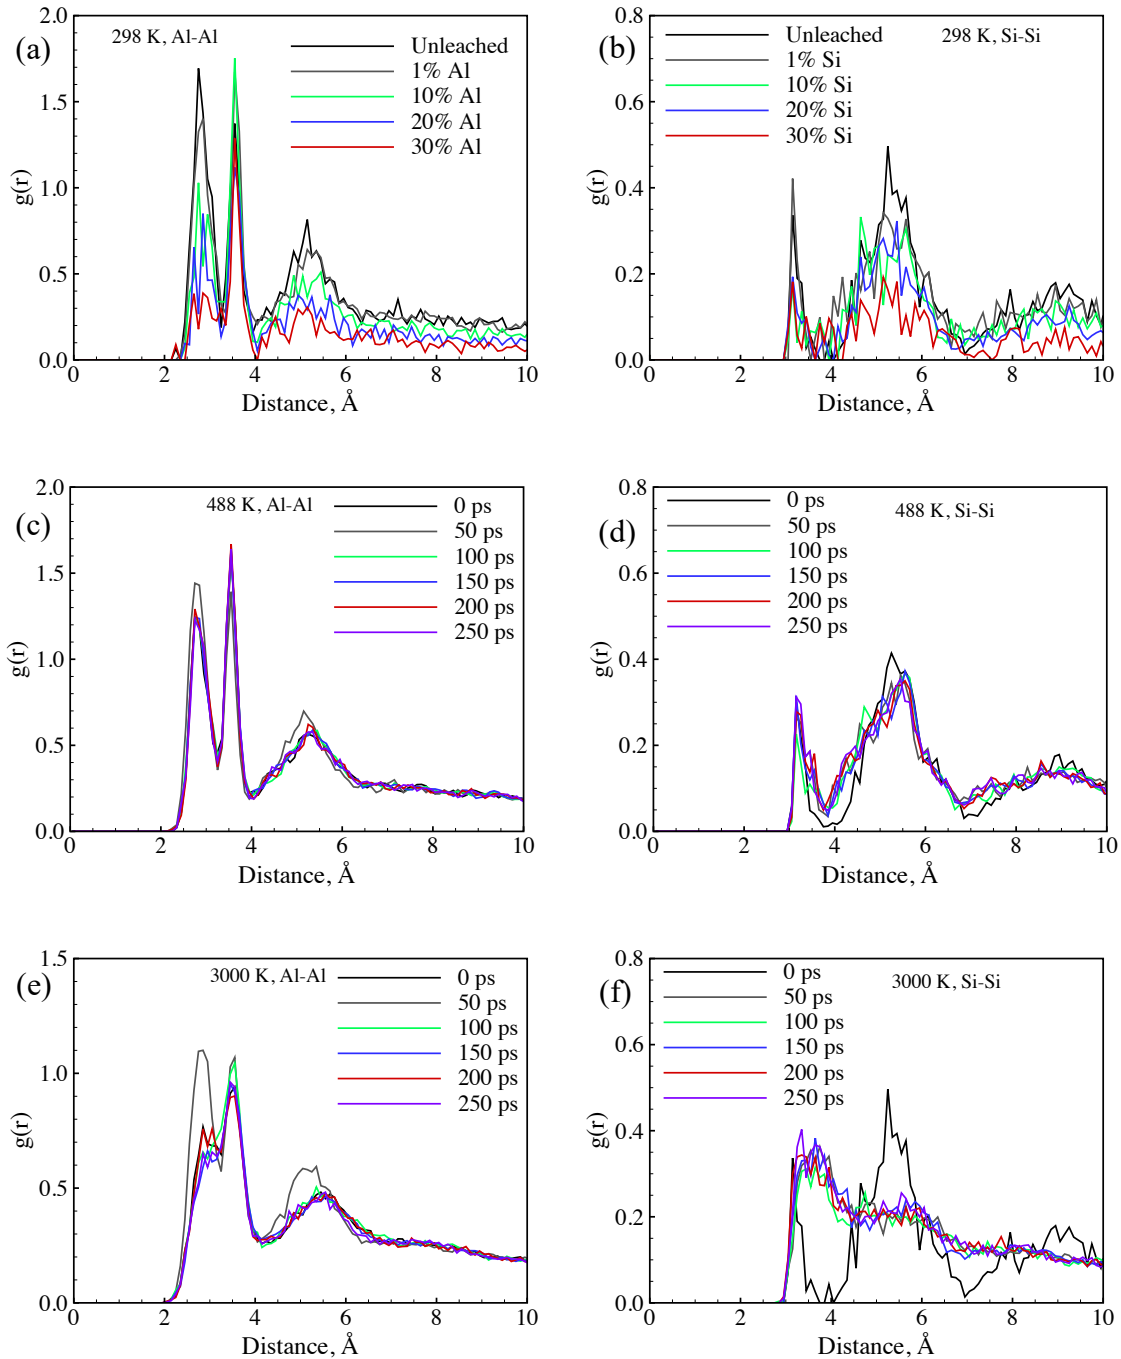 (a)
298 K, Al-Al
Unleached
1% Al
10% Al
20% Al
30% Al
g(r)
2.0
1.5
1.0
0.5
0.0
0 2 4 6 8 10
Distance, Å
(b)
298 K, Si-Si
Unleached
1% Si
10% Si
20% Si
30% Si
g(r)
0.8
0.6
0.4
0.2
0.0
0 2 4 6 8 10
Distance, Å
(c)
488 K, Al-Al
0 ps
50 ps
100 ps
150 ps
200 ps
250 ps
g(r)
2.0
1.5
1.0
0.5
0.0
0 2 4 6 8 10
Distance, Å
(d)
488 K, Si-Si
0 ps
50 ps
100 ps
150 ps
200 ps
250 ps
g(r)
0.8
0.6
0.4
0.2
0.0
0 2 4 6 8 10
Distance, Å
(e)
3000 K, Al-Al
0 ps
50 ps
100 ps
150 ps
200 ps
250 ps
g(r)
1.5
1.0
0.5
0.0
0 2 4 6 8 10
Distance, Å
(f)
3000 K, Si-Si
0 ps
50 ps
100 ps
150 ps
200 ps
250 ps
g(r)
0.8
0.6
0.4
0.2
0.0
0 2 4 6 8 10
Distance, Å